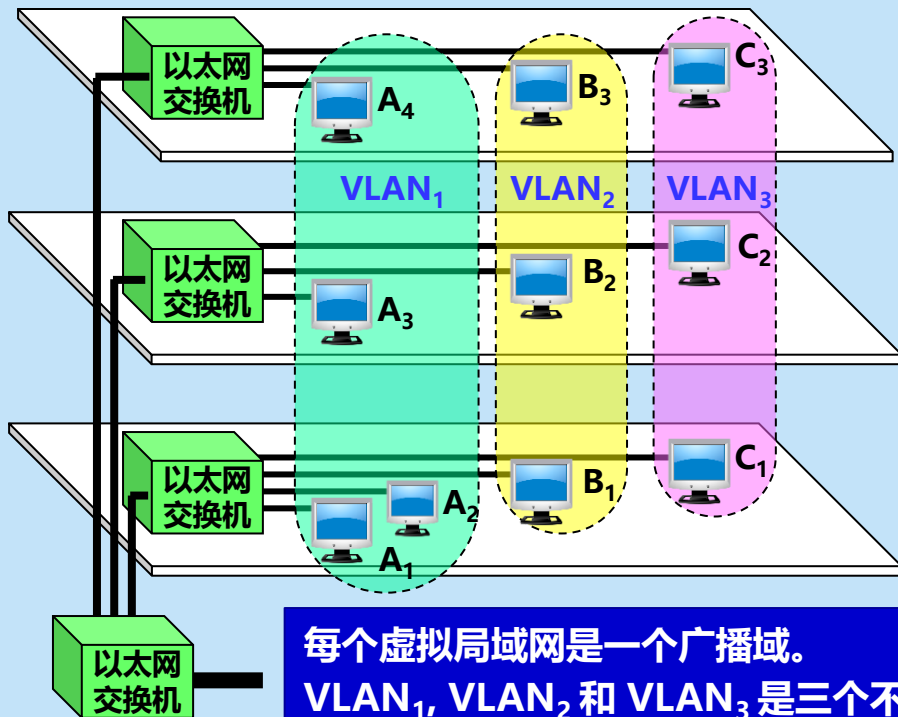 以太网
交换机
A₄
B₃
C₃
VLAN₁
VLAN₂
VLAN₃
以太网
交换机
A₃
B₂
C₂
以太网
交换机
A₁
A₂
B₁
C₁
以太网
交换机
每个虚拟局域网是一个广播域。
VLAN₁, VLAN₂ 和 VLAN₃ 是三个不